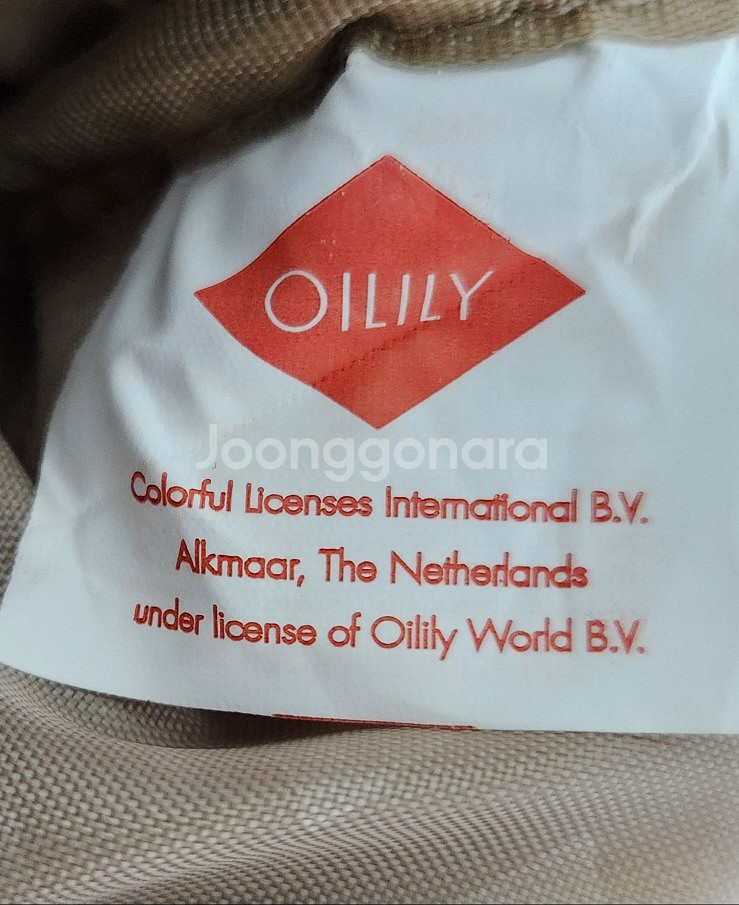 OILILY
Joonggonara
Colorful Licenses International B.V.
Alkmaar, The Netherlands
under license of Oilily World B.V.